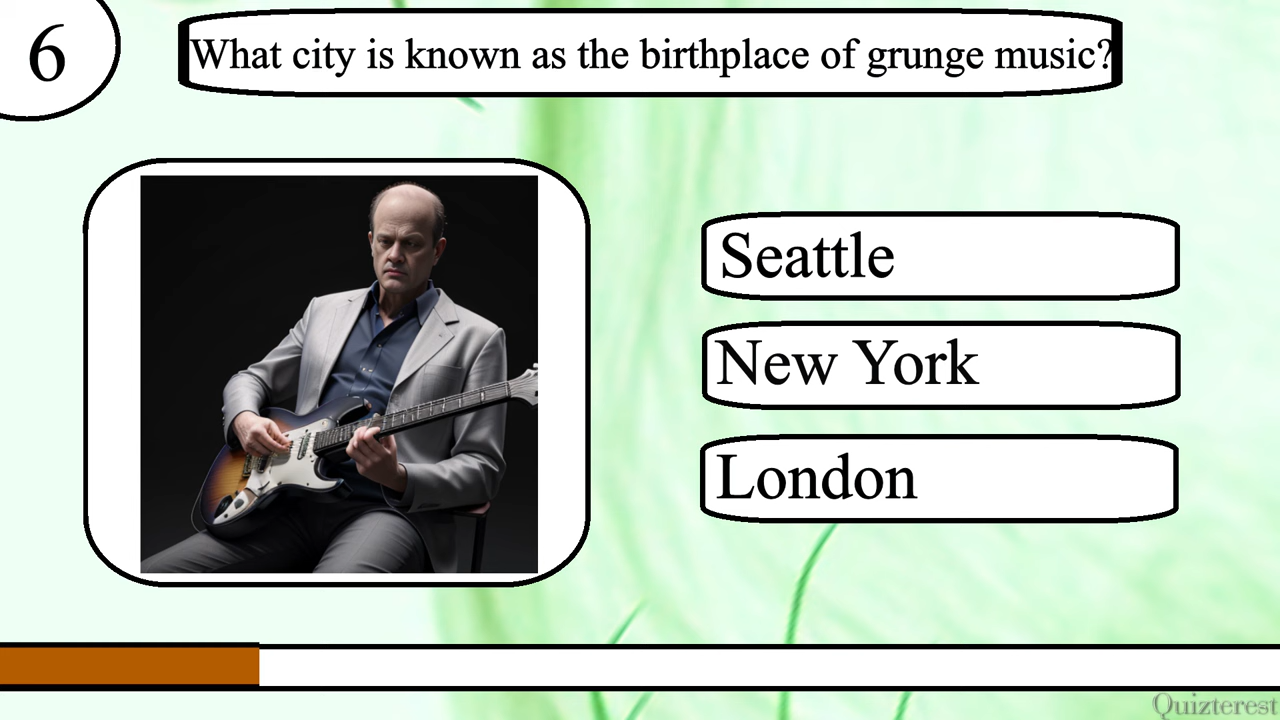 6
What city is known as the birthplace of grunge music?
Seattle
New York
London
Quizterest